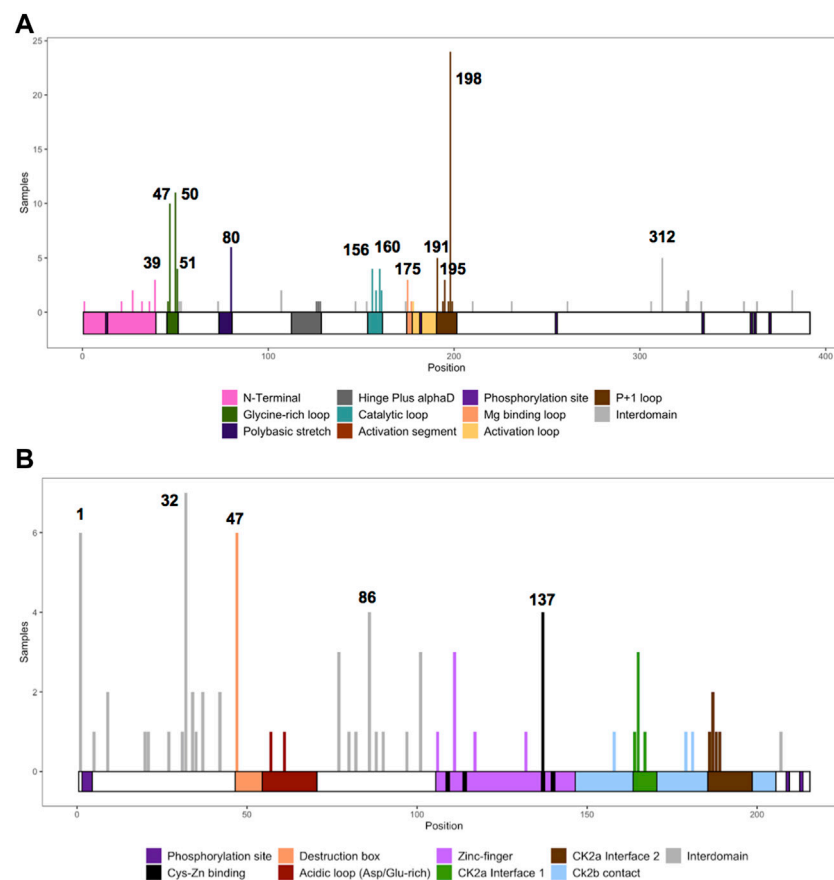 A
25
20
15
10
5
0
Samples
198
47 50
80
39 51
156 160
191
175 195
312
0 100 200 300 400
Position
N-Terminal Hinge Plus alphaD Phosphorylation site P+1 loop
Glycine-rich loop Catalytic loop Mg binding loop Interdomain
Polybasic stretch Activation segment Activation loop
B
6
4
2
0
Samples
1 32 47
86 137
0 50 100 150 200
Position
Phosphorylation site Destruction box Zinc-finger CK2a Interface 2 Interdomain
Cys-Zn binding Acidic loop (Asp/Glu-rich) CK2a Interface 1 Ck2b contact